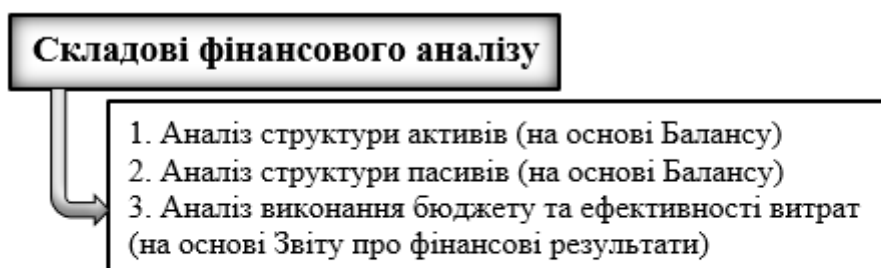 Складові фінансового аналізу
1. Аналіз структури активів (на основі Балансу)
2. Аналіз структури пасивів (на основі Балансу)
3. Аналіз виконання бюджету та ефективності витрат
(на основі Звіту про фінансові результати)